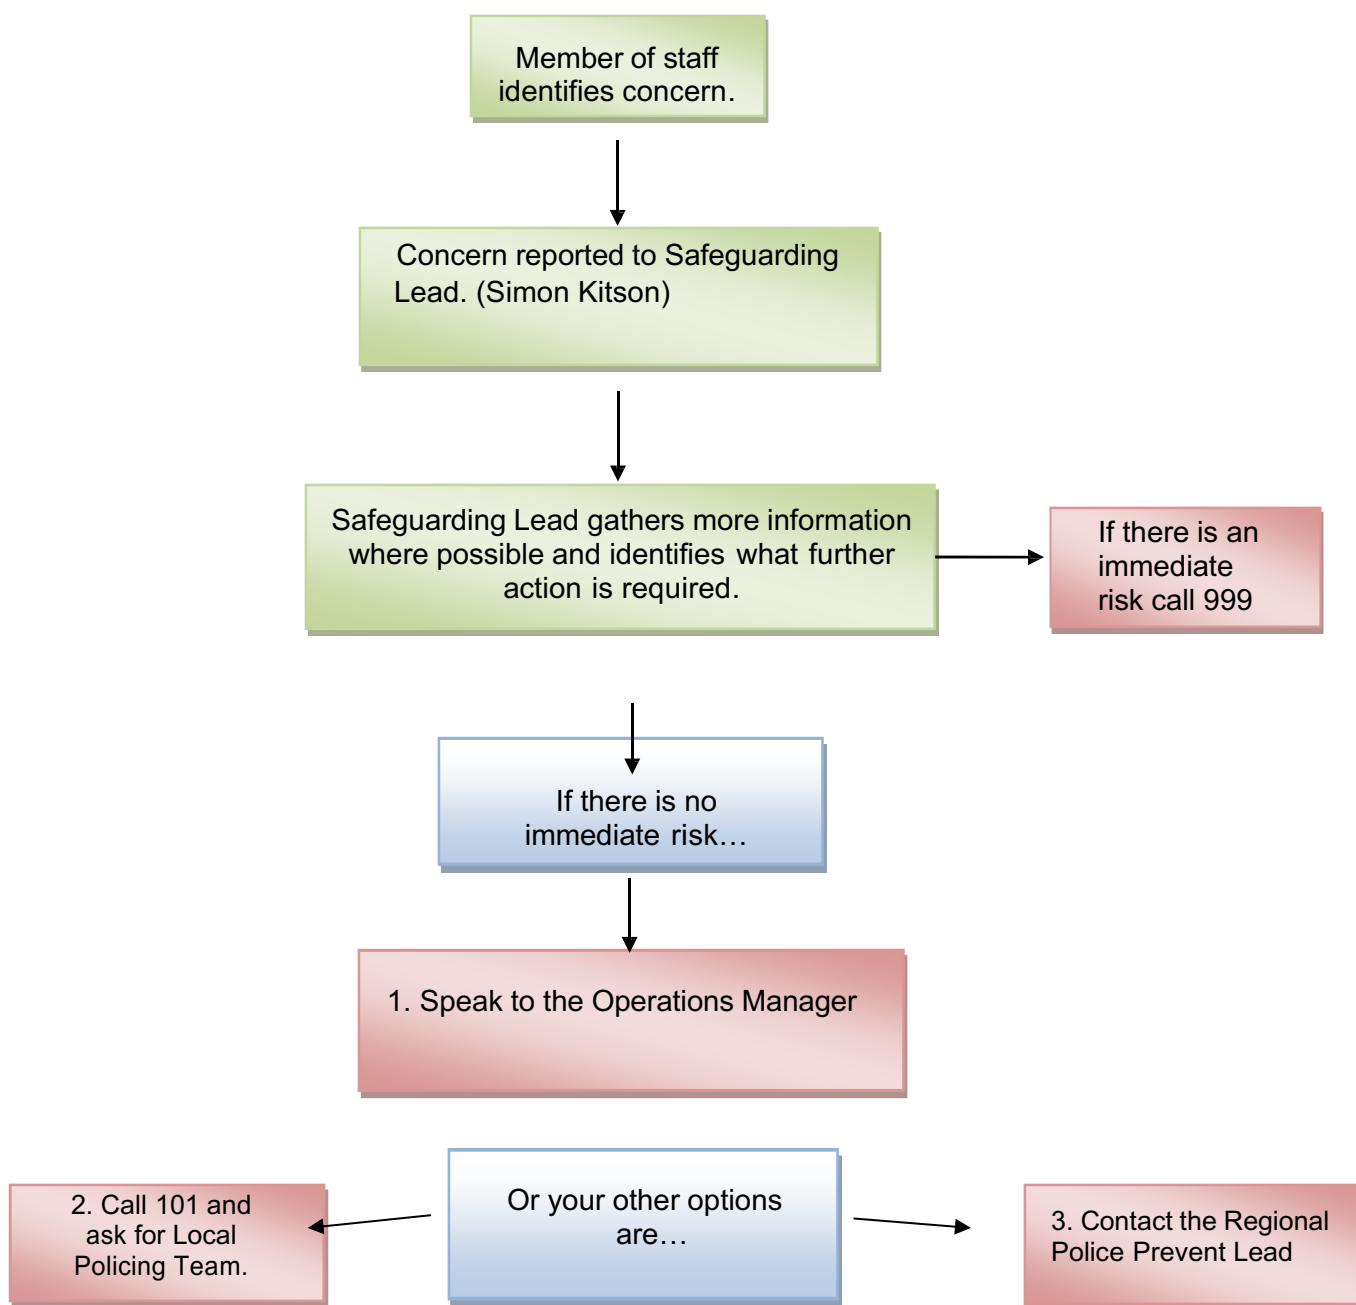 Member of staff
identifies concern.
Concern reported to Safeguarding
Lead. (Simon Kitson)
Safeguarding Lead gathers more information
where possible and identifies what further
action is required.
If there is an
immediate
risk call 999
If there is no
immediate risk…
1. Speak to the Operations Manager
Or your other options
are…
2. Call 101 and
ask for Local
Policing Team.
3. Contact the Regional
Police Prevent Lead